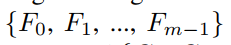 {F₀, F₁, ..., Fₘ₋₁}